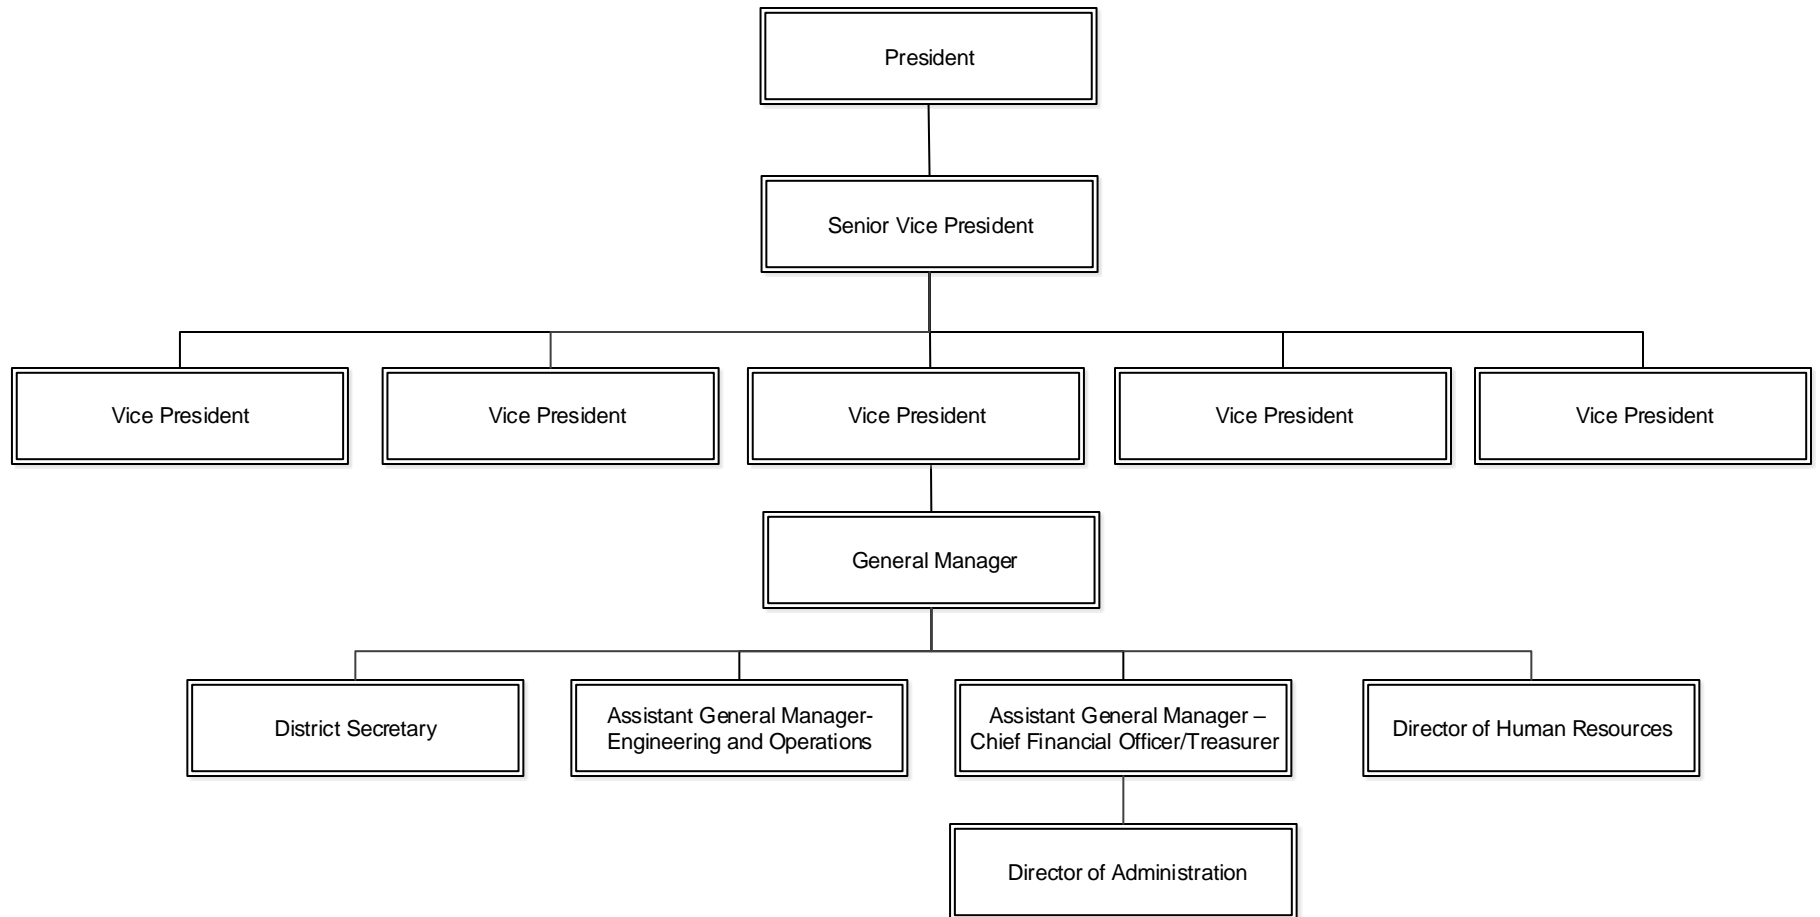 President
Senior Vice President
Vice President
Vice President
Vice President
Vice President
Vice President
General Manager
District Secretary
Assistant General Manager-
Engineering and Operations
Assistant General Manager –
Chief Financial Officer/Treasurer
Director of Human Resources
Director of Administration